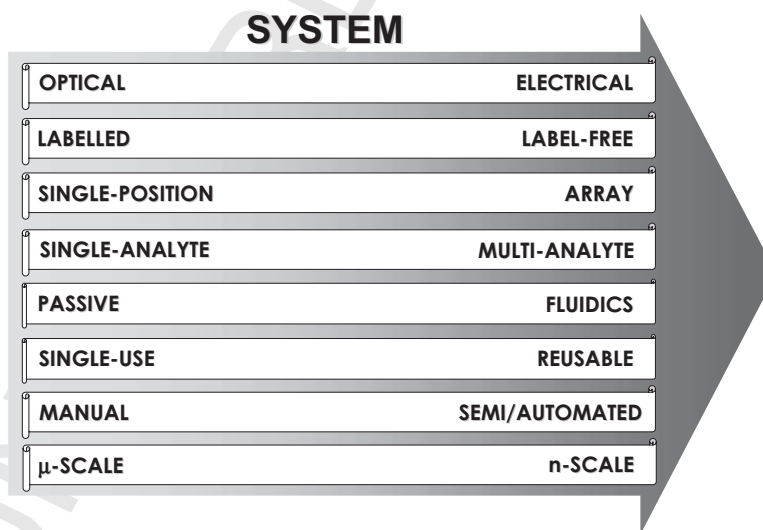 SYSTEM
OPTICAL ELECTRICAL
LABELLED LABEL-FREE
SINGLE-POSITION ARRAY
SINGLE-ANALYTE MULTI-ANALYTE
PASSIVE FLUIDICS
SINGLE-USE REUSABLE
MANUAL SEMI/AUTOMATED
μ-SCALE n-SCALE